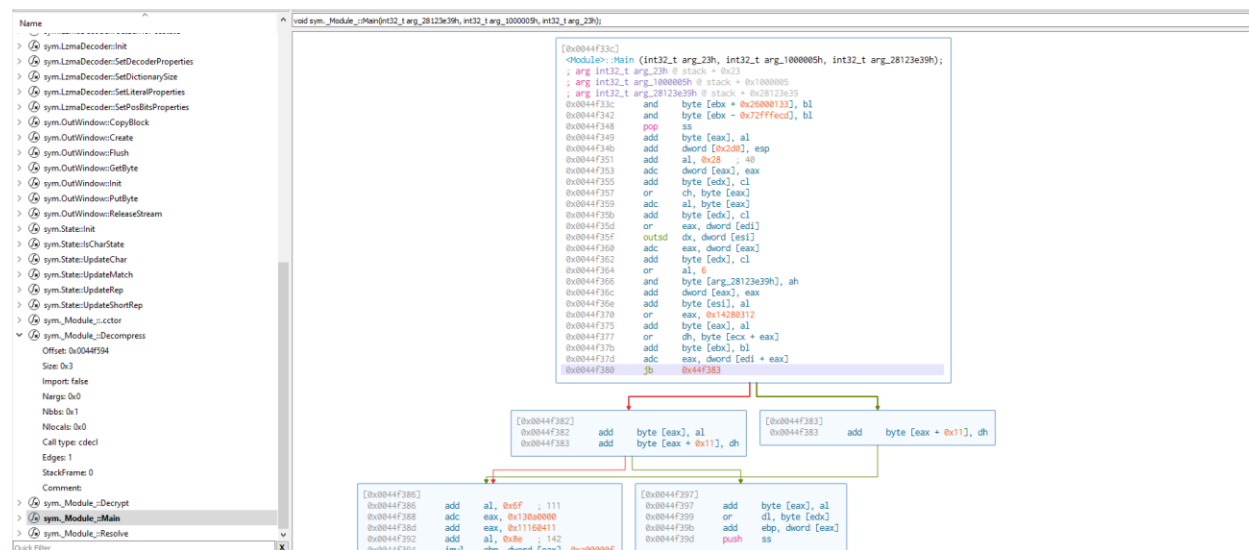 Name
sym.LzmaDecoder::Init
sym.LzmaDecoder::SetDecoderProperties
sym.LzmaDecoder::SetDictionarySize
sym.LzmaDecoder::SetLiteralProperties
sym.LzmaDecoder::SetPosBitsProperties
sym.OutWindow::CopyBlock
sym.OutWindow::Create
sym.OutWindow::Flush
sym.OutWindow::GetByte
sym.OutWindow::Init
sym.OutWindow::PutByte
sym.OutWindow::ReleaseStream
sym.State::Init
sym.State::IsCharState
sym.State::UpdateChar
sym.State::UpdateMatch
sym.State::UpdateRep
sym.State::UpdateShortRep
sym._Module_::.cctor
sym._Module_::Decompress
Offset: 0x0044f594
Size: 0x3
Import: false
Nargs: 0x0
Nbbs: 0x1
Nlocals: 0x0
Call type: cdecl
Edges: 1
StackFrame: 0
Comment:
sym._Module_::Decrypt
sym._Module_::Main
sym._Module_::Resolve
Quick Filter
X
void sym._Module_::Main(int32_t arg_28123e39h, int32_t arg_1000005h, int32_t arg_23h);
[0x0044f33c]
<Module>::Main (int32_t arg_23h, int32_t arg_1000005h, int32_t arg_28123e39h);
; arg int32_t arg_23h @ stack + 0x23
; arg int32_t arg_1000005h @ stack + 0x1000005
; arg int32_t arg_28123e39h @ stack + 0x28123e39
0x0044f33c and byte [ebx + 0x26000133], bl
0x0044f342 and byte [ebx - 0x72fffecd], bl
0x0044f348 pop ss
0x0044f349 add byte [eax], al
0x0044f34b add dword [0x2d0], esp
0x0044f351 add al, 0x28 ; 40
0x0044f353 adc dword [eax], eax
0x0044f355 add byte [edx], cl
0x0044f357 or ch, byte [eax]
0x0044f359 adc al, byte [eax]
0x0044f35b add byte [edx], cl
0x0044f35d or eax, dword [edi]
0x0044f35f outsd dx, dword [esi]
0x0044f360 adc eax, dword [eax]
0x0044f362 add byte [edx], cl
0x0044f364 or al, 6
0x0044f366 and byte [arg_28123e39h], ah
0x0044f36c add dword [eax], eax
0x0044f36e add byte [esi], al
0x0044f370 or eax, 0x14280312
0x0044f375 add byte [eax], al
0x0044f377 or dh, byte [ecx + eax]
0x0044f37b add byte [ebx], bl
0x0044f37d adc eax, dword [edi + eax]
0x0044f380 jb 0x44f383
[0x0044f382]
0x0044f382 add byte [eax], al
0x0044f383 add byte [eax + 0x11], dh
[0x0044f383]
0x0044f383 add byte [eax + 0x11], dh
[0x0044f386]
0x0044f386 add al, 0x6f ; 111
0x0044f388 adc eax, 0x130a0000
0x0044f38d add eax, 0x11160411
0x0044f392 add al, 0x8e ; 142
[0x0044f397]
0x0044f397 add byte [eax], al
0x0044f399 or dl, byte [edx]
0x0044f39b add ebp, dword [eax]
0x0044f39d push ss